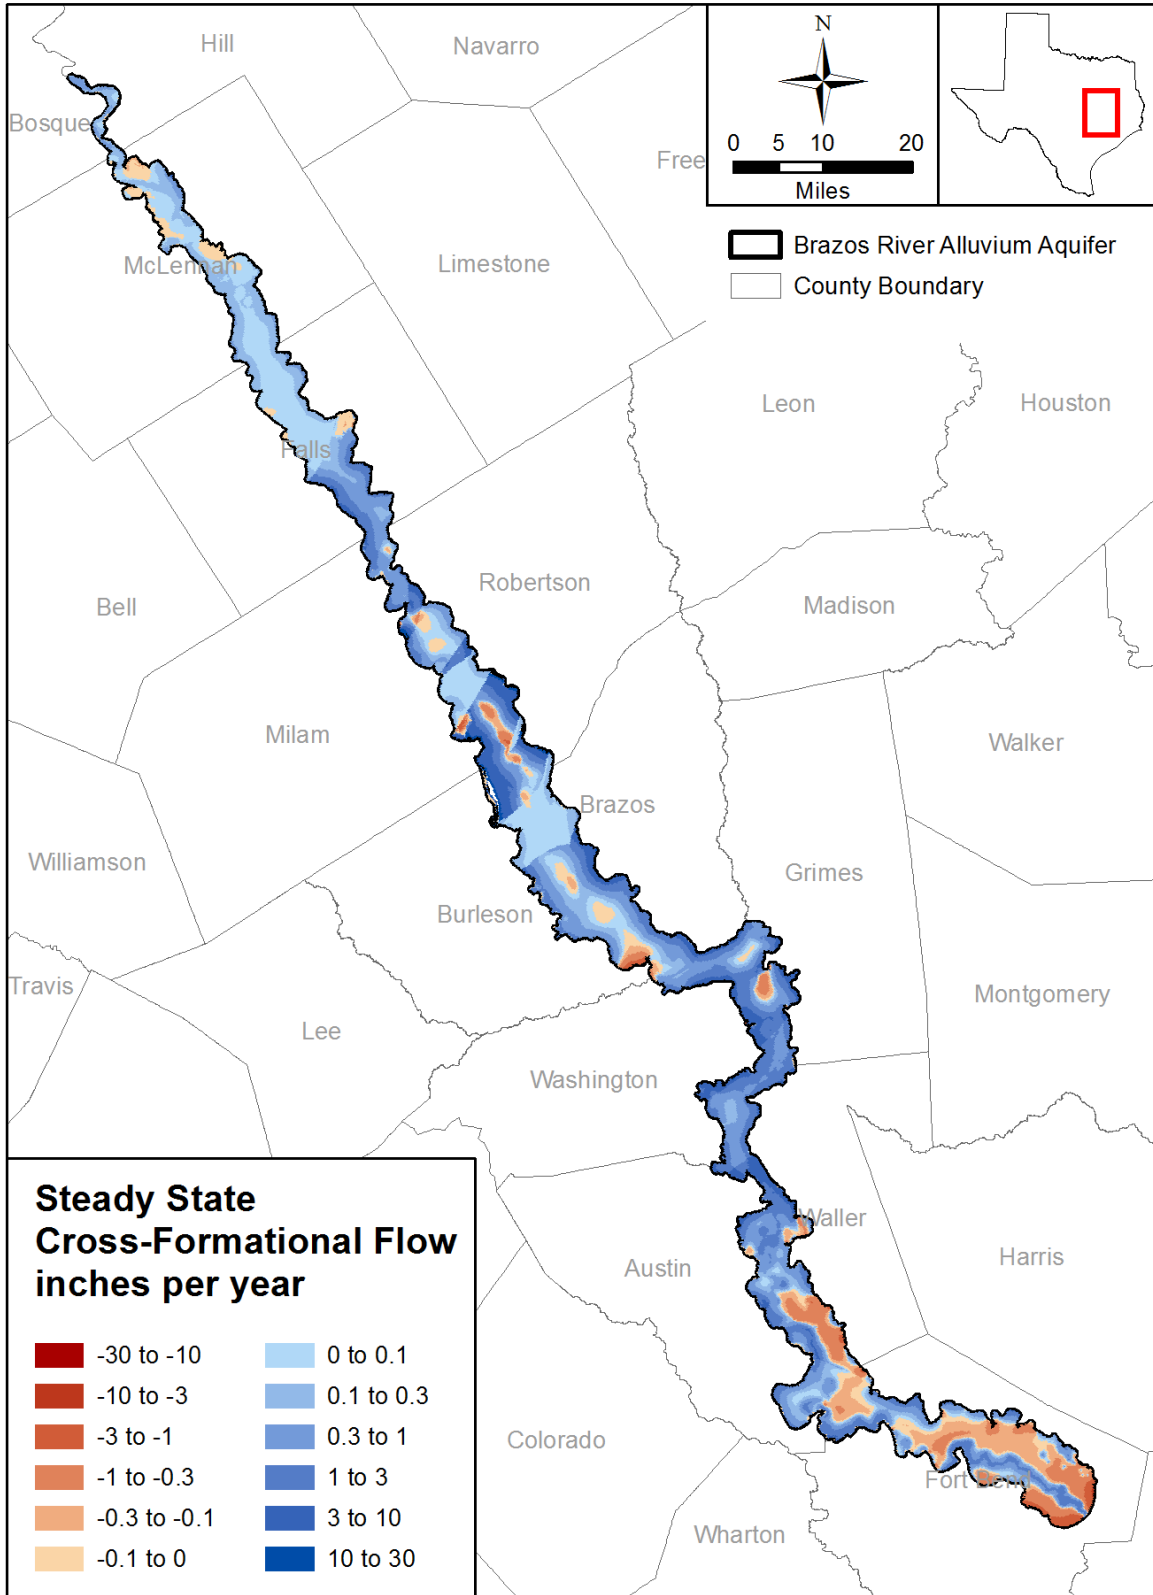 Hill
Navarro
N
0 5 10 20
Miles
Bosque
Free
Brazos River Alluvium Aquifer
County Boundary
McLennan
Limestone
Leon
Houston
Falls
Robertson
Bell
Madison
Milam
Walker
Brazos
Williamson
Grimes
Burleson
Travis
Montgomery
Lee
Washington
Waller
Austin
Harris
Colorado
Fort Bend
Wharton
Steady State
Cross-Formational Flow
inches per year
-30 to -10 0 to 0.1
-10 to -3 0.1 to 0.3
-3 to -1 0.3 to 1
-1 to -0.3 1 to 3
-0.3 to -0.1 3 to 10
-0.1 to 0 10 to 30